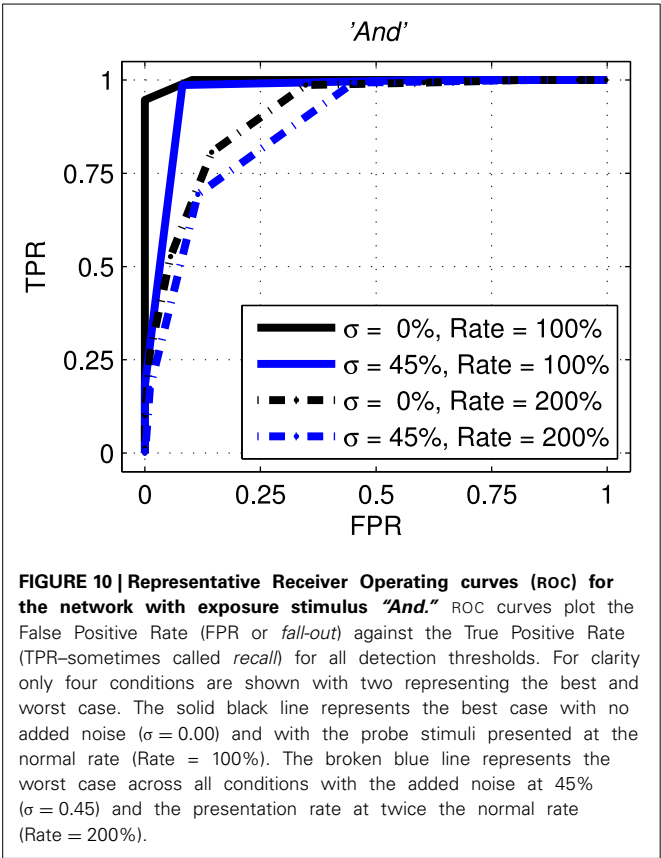 'And'
1
0.75
0.5
0.25
0
TPR
σ = 0%, Rate = 100%
σ = 45%, Rate = 100%
σ = 0%, Rate = 200%
σ = 45%, Rate = 200%
0
0.25
0.5
0.75
1
FPR
FIGURE 10 | Representative Receiver Operating curves (ROC) for
the network with exposure stimulus "And." ROC curves plot the
False Positive Rate (FPR or fall-out) against the True Positive Rate
(TPR–sometimes called recall) for all detection thresholds. For clarity
only four conditions are shown with two representing the best and
worst case. The solid black line represents the best case with no
added noise (σ = 0.00) and with the probe stimuli presented at the
normal rate (Rate = 100%). The broken blue line represents the
worst case across all conditions with the added noise at 45%
(σ = 0.45) and the presentation rate at twice the normal rate
(Rate = 200%).